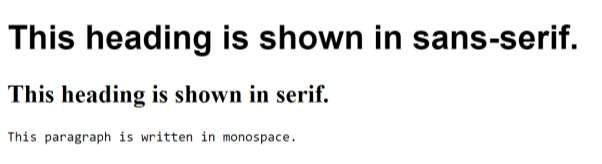 This heading is shown in sans-serif.
This heading is shown in serif.
This paragraph is written in monospace.